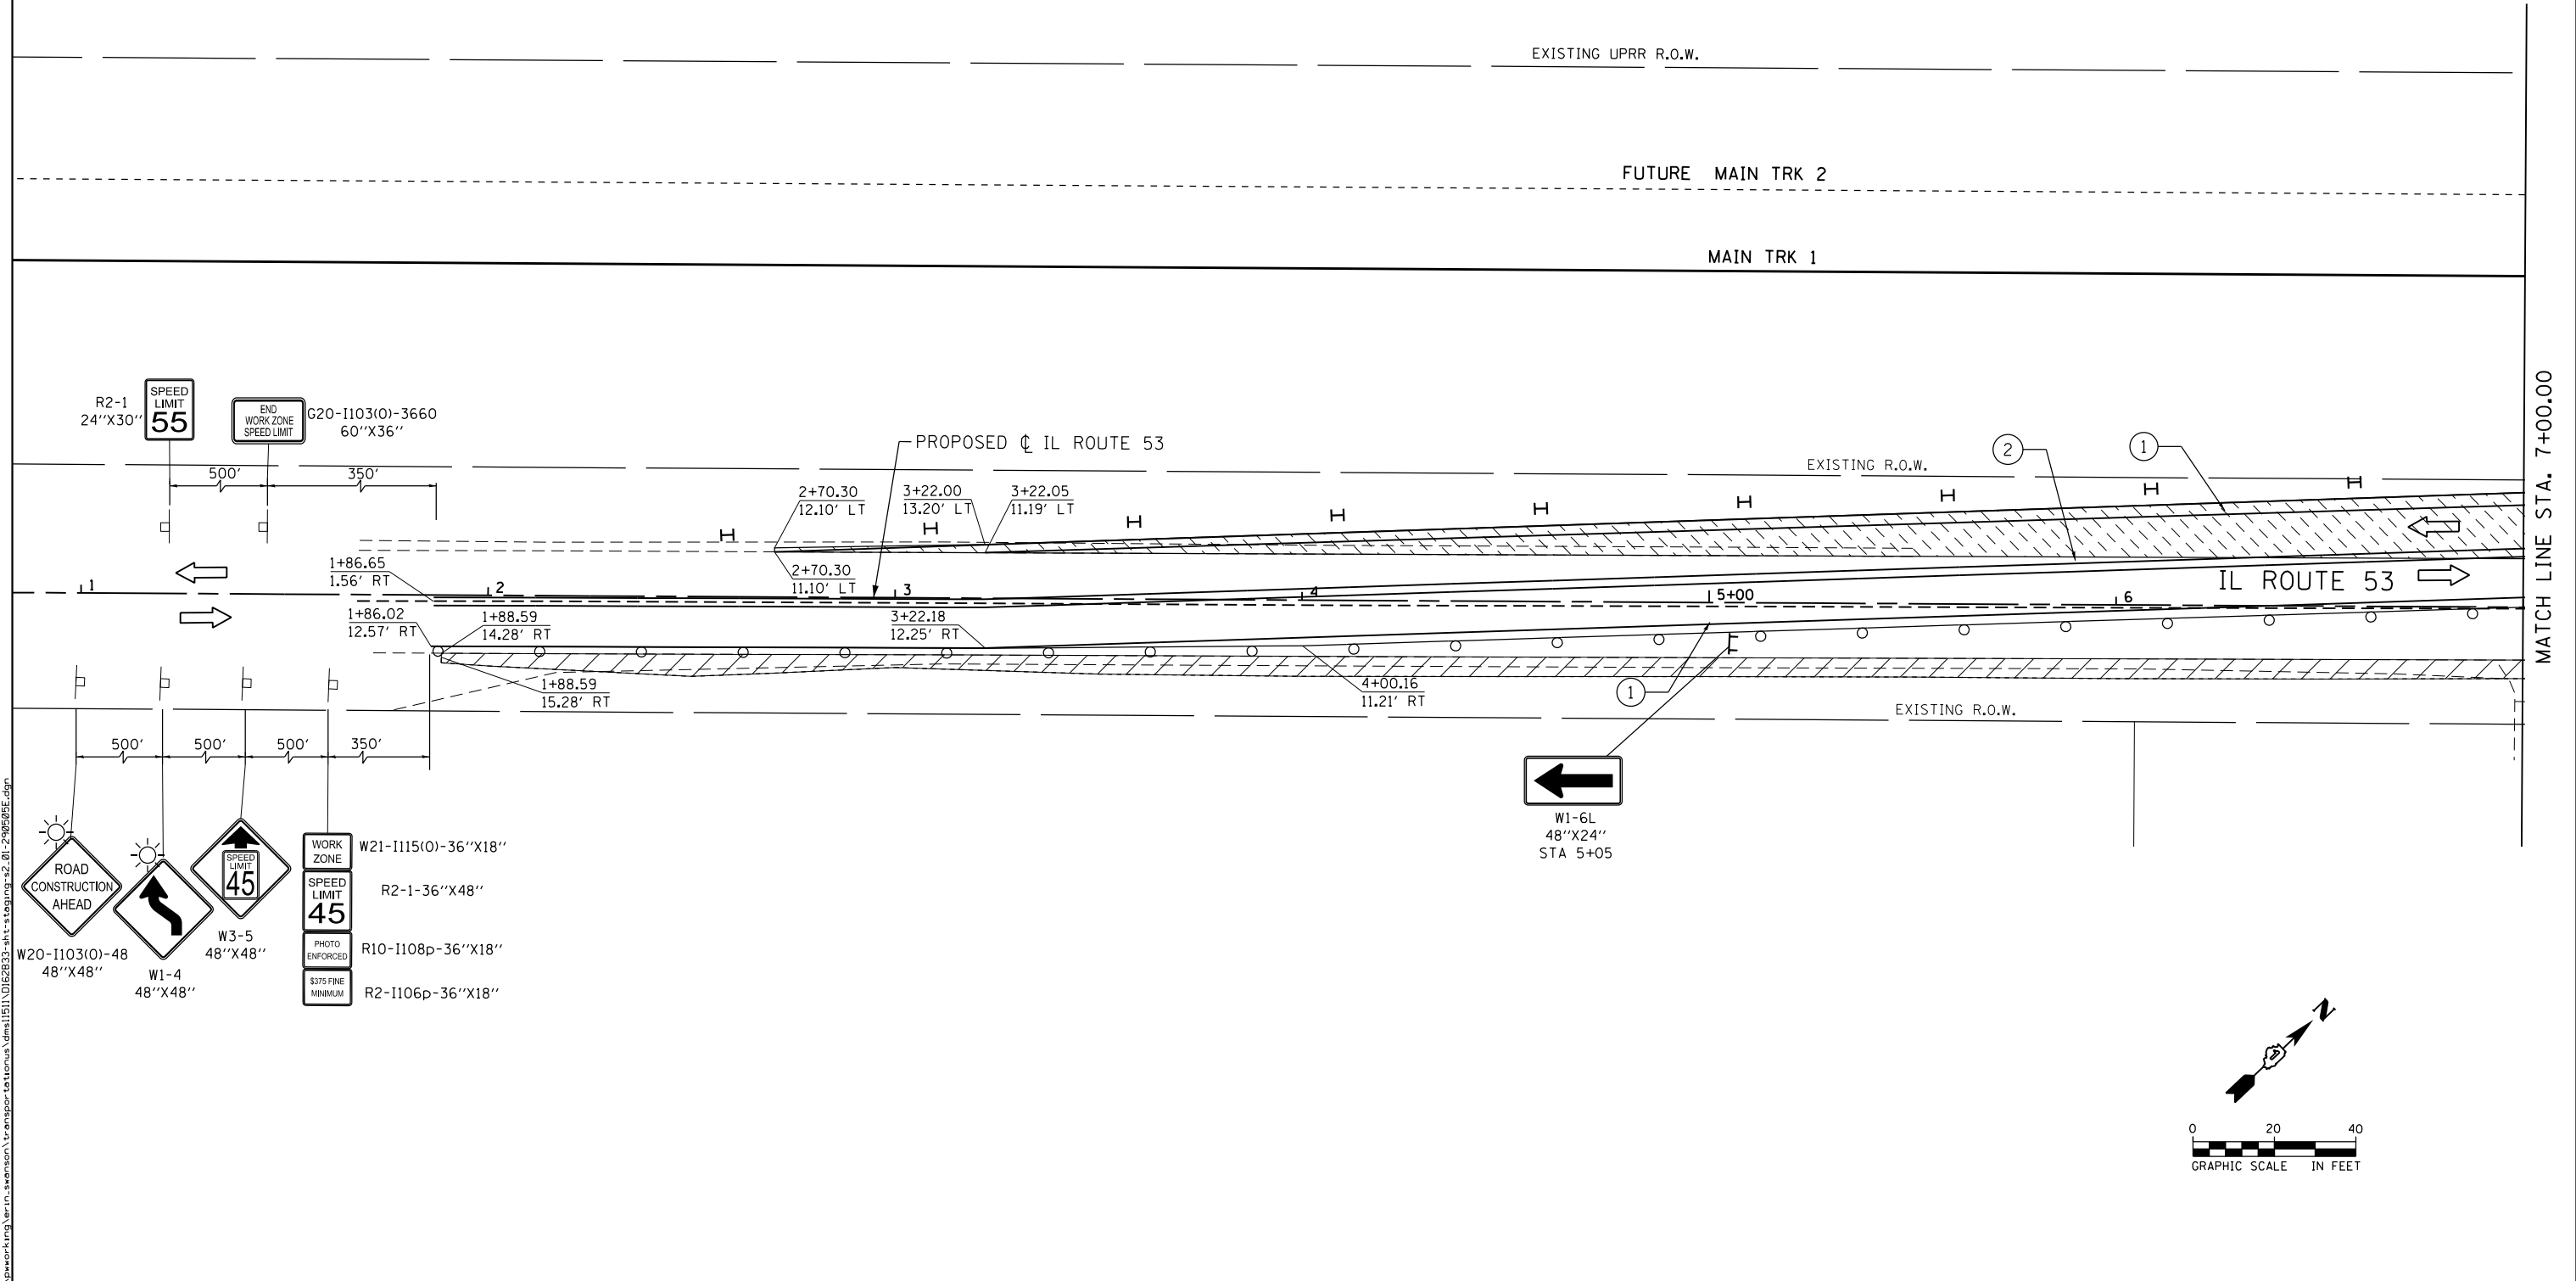 EXISTING UPRR R.O.W.
FUTURE MAIN TRK 2
MAIN TRK 1
R2-1
24''X30''
SPEED
LIMIT
55
END
WORK ZONE
SPEED LIMIT
G20-I103(O)-3660
60''X36''
500'
350'
PROPOSED ℄ IL ROUTE 53
EXISTING R.O.W.
2
1
2+70.30
12.10' LT
3+22.00
13.20' LT
3+22.05
11.19' LT
2+70.30
11.10' LT
1+86.65
1.56' RT
1
2
3
4
5+00
6
IL ROUTE 53
MATCH LINE STA. 7+00.00
1+86.02
12.57' RT
1+88.59
14.28' RT
3+22.18
12.25' RT
1+88.59
15.28' RT
4+00.16
11.21' RT
1
EXISTING R.O.W.
500'
500'
500'
350'
W1-6L
48''X24''
STA 5+05
ROAD
CONSTRUCTION
AHEAD
W20-I103(O)-48
48''X48''
W1-4
48''X48''
SPEED
LIMIT
45
W3-5
48''X48''
WORK
ZONE
W21-I115(O)-36''X18''
SPEED
LIMIT
45
R2-1-36''X48''
PHOTO
ENFORCED
R10-I108p-36''X18''
$375 FINE
MINIMUM
R2-I106p-36''X18''
N
1
0 20 40
GRAPHIC SCALE IN FEET